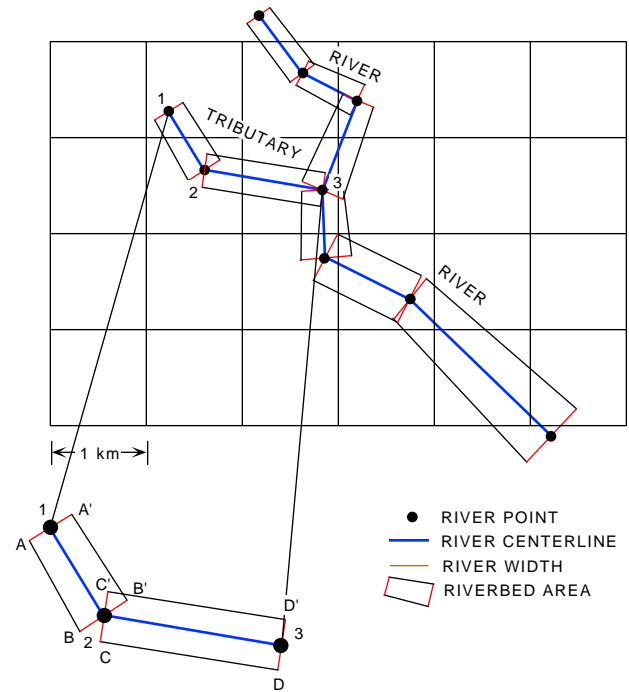 RIVER
1
TRIBUTARY
2
3
RIVER
1 km
1
A'
A
C'
B'
B
2
C
D'
3
D
RIVER POINT
RIVER CENTERLINE
RIVER WIDTH
RIVERBED AREA